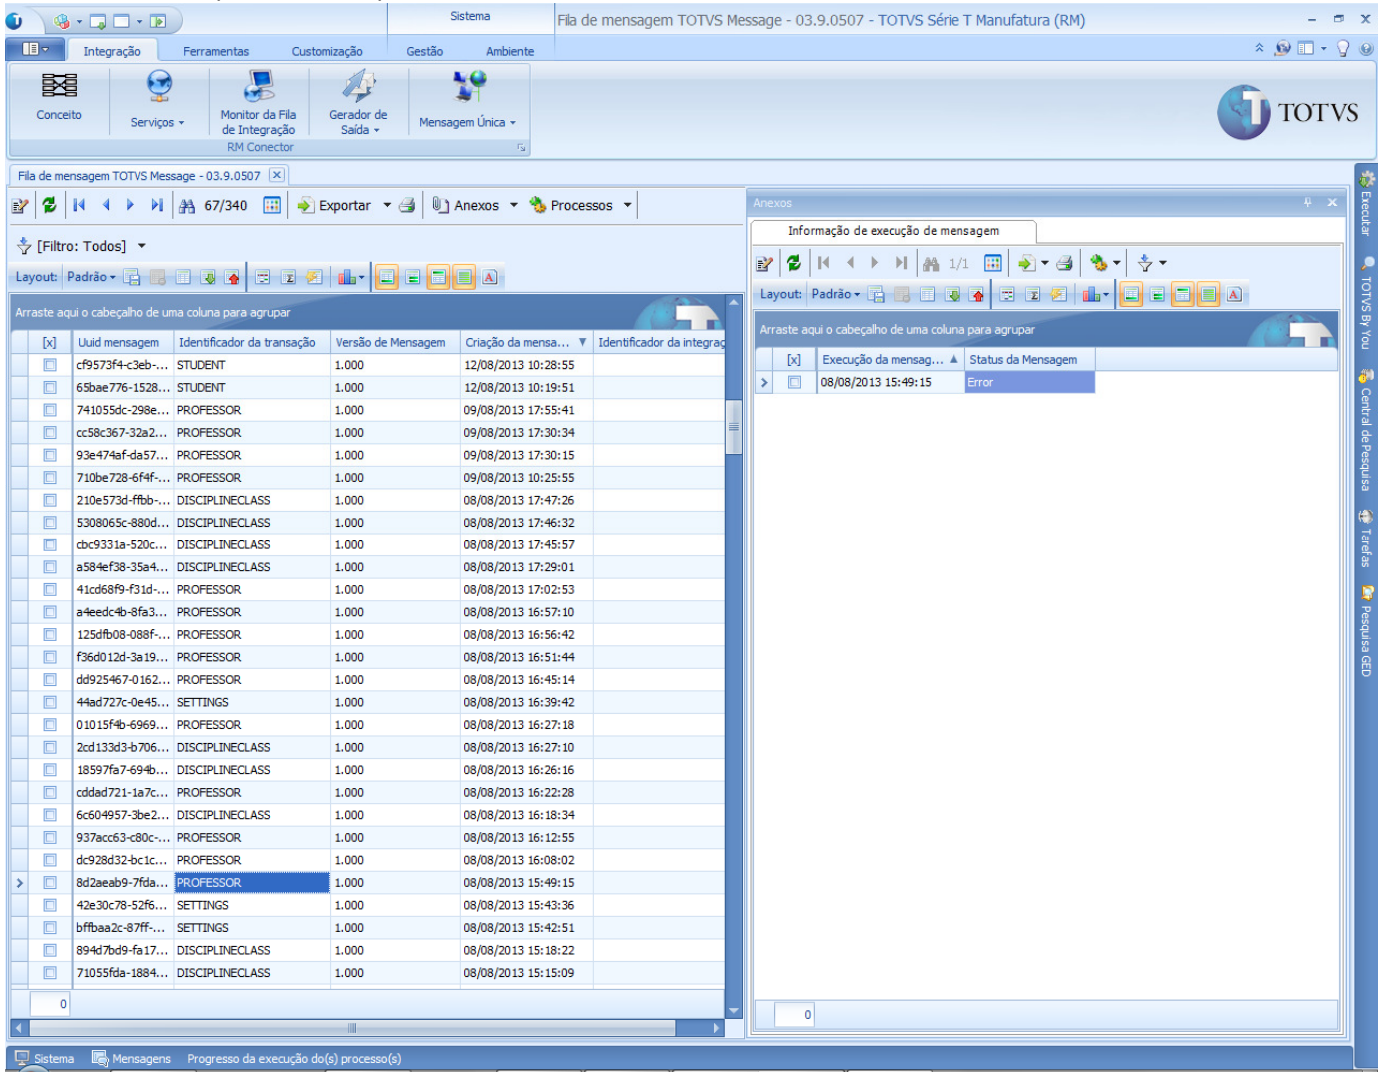 Sistema
Fila de mensagem TOTVS Message - 03.9.0507 - TOTVS Série T Manufatura (RM)
Integração Ferramentas Customização Gestão Ambiente
Conceito
Serviços
Monitor da Fila de Integração
Gerador de Saída
Mensagem Única
RM Conector
TOTVS
Fila de mensagem TOTVS Message - 03.9.0507
67/340 Exportar Anexos Processos
[Filtro: Todos]
Layout: Padrão
Arraste aqui o cabeçalho de uma coluna para agrupar
[x] Uuid mensagem Identificador da transação Versão de Mensagem Criação da mensa... Identificador da integraç
cf9573f4-c3eb-... STUDENT 1.000 12/08/2013 10:28:55
65bae776-1528... STUDENT 1.000 12/08/2013 10:19:51
741055dc-298e... PROFESSOR 1.000 09/08/2013 17:55:41
cc58c367-32a2... PROFESSOR 1.000 09/08/2013 17:30:34
93e474af-da57... PROFESSOR 1.000 09/08/2013 17:30:15
710be728-6f4f-... PROFESSOR 1.000 09/08/2013 10:25:55
210e573d-ffbb-... DISCIPLINECLASS 1.000 08/08/2013 17:47:26
5308065c-880d... DISCIPLINECLASS 1.000 08/08/2013 17:46:32
cbc9331a-520c... DISCIPLINECLASS 1.000 08/08/2013 17:45:57
a584ef38-35a4... DISCIPLINECLASS 1.000 08/08/2013 17:29:01
41cd68f9-f31d-... PROFESSOR 1.000 08/08/2013 17:02:53
a4eedc4b-8fa3... PROFESSOR 1.000 08/08/2013 16:57:10
125dfb08-088f-... PROFESSOR 1.000 08/08/2013 16:56:42
f36d012d-3a19... PROFESSOR 1.000 08/08/2013 16:51:44
dd925467-0162... PROFESSOR 1.000 08/08/2013 16:45:14
44ad727c-0e45... SETTINGS 1.000 08/08/2013 16:39:42
01015f4b-6969... PROFESSOR 1.000 08/08/2013 16:27:18
2cd133d3-b706... DISCIPLINECLASS 1.000 08/08/2013 16:27:10
18597fa7-694b... DISCIPLINECLASS 1.000 08/08/2013 16:26:16
cddad721-1a7c... PROFESSOR 1.000 08/08/2013 16:22:28
6c604957-3be2... DISCIPLINECLASS 1.000 08/08/2013 16:18:34
937acc63-c80c-... PROFESSOR 1.000 08/08/2013 16:12:55
dc928d32-bc1c... PROFESSOR 1.000 08/08/2013 16:08:02
8d2aeab9-7fda... PROFESSOR 1.000 08/08/2013 15:49:15
42e30c78-52f6... SETTINGS 1.000 08/08/2013 15:43:36
bffbaa2c-87ff-... SETTINGS 1.000 08/08/2013 15:42:51
894d7bd9-fa17... DISCIPLINECLASS 1.000 08/08/2013 15:18:22
71055fda-1884... DISCIPLINECLASS 1.000 08/08/2013 15:15:09
0
Anexos
Informação de execução de mensagem
1/1
Layout: Padrão
Arraste aqui o cabeçalho de uma coluna para agrupar
[x] Execução da mensag... Status da Mensagem
08/08/2013 15:49:15 Error
0
Executar
TOTVS By You
Central de Pesquisa
Tarefas
Pesquisa GED
Sistema Mensagens Progresso da execução do(s) processo(s)